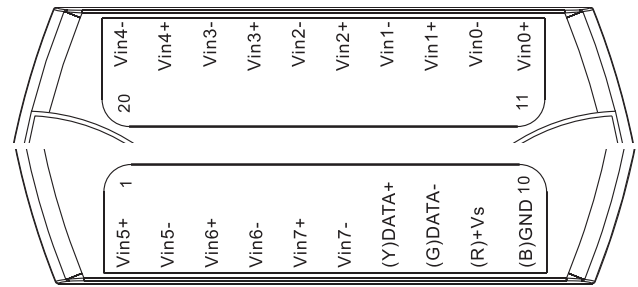 Vin4-
Vin4+
Vin3-
Vin3+
Vin2-
Vin2+
Vin1-
Vin1+
Vin0-
Vin0+
20
11
1
10
Vin5+
Vin5-
Vin6+
Vin6-
Vin7+
Vin7-
(Y)DATA+
(G)DATA-
(R)+Vs
(B)GND